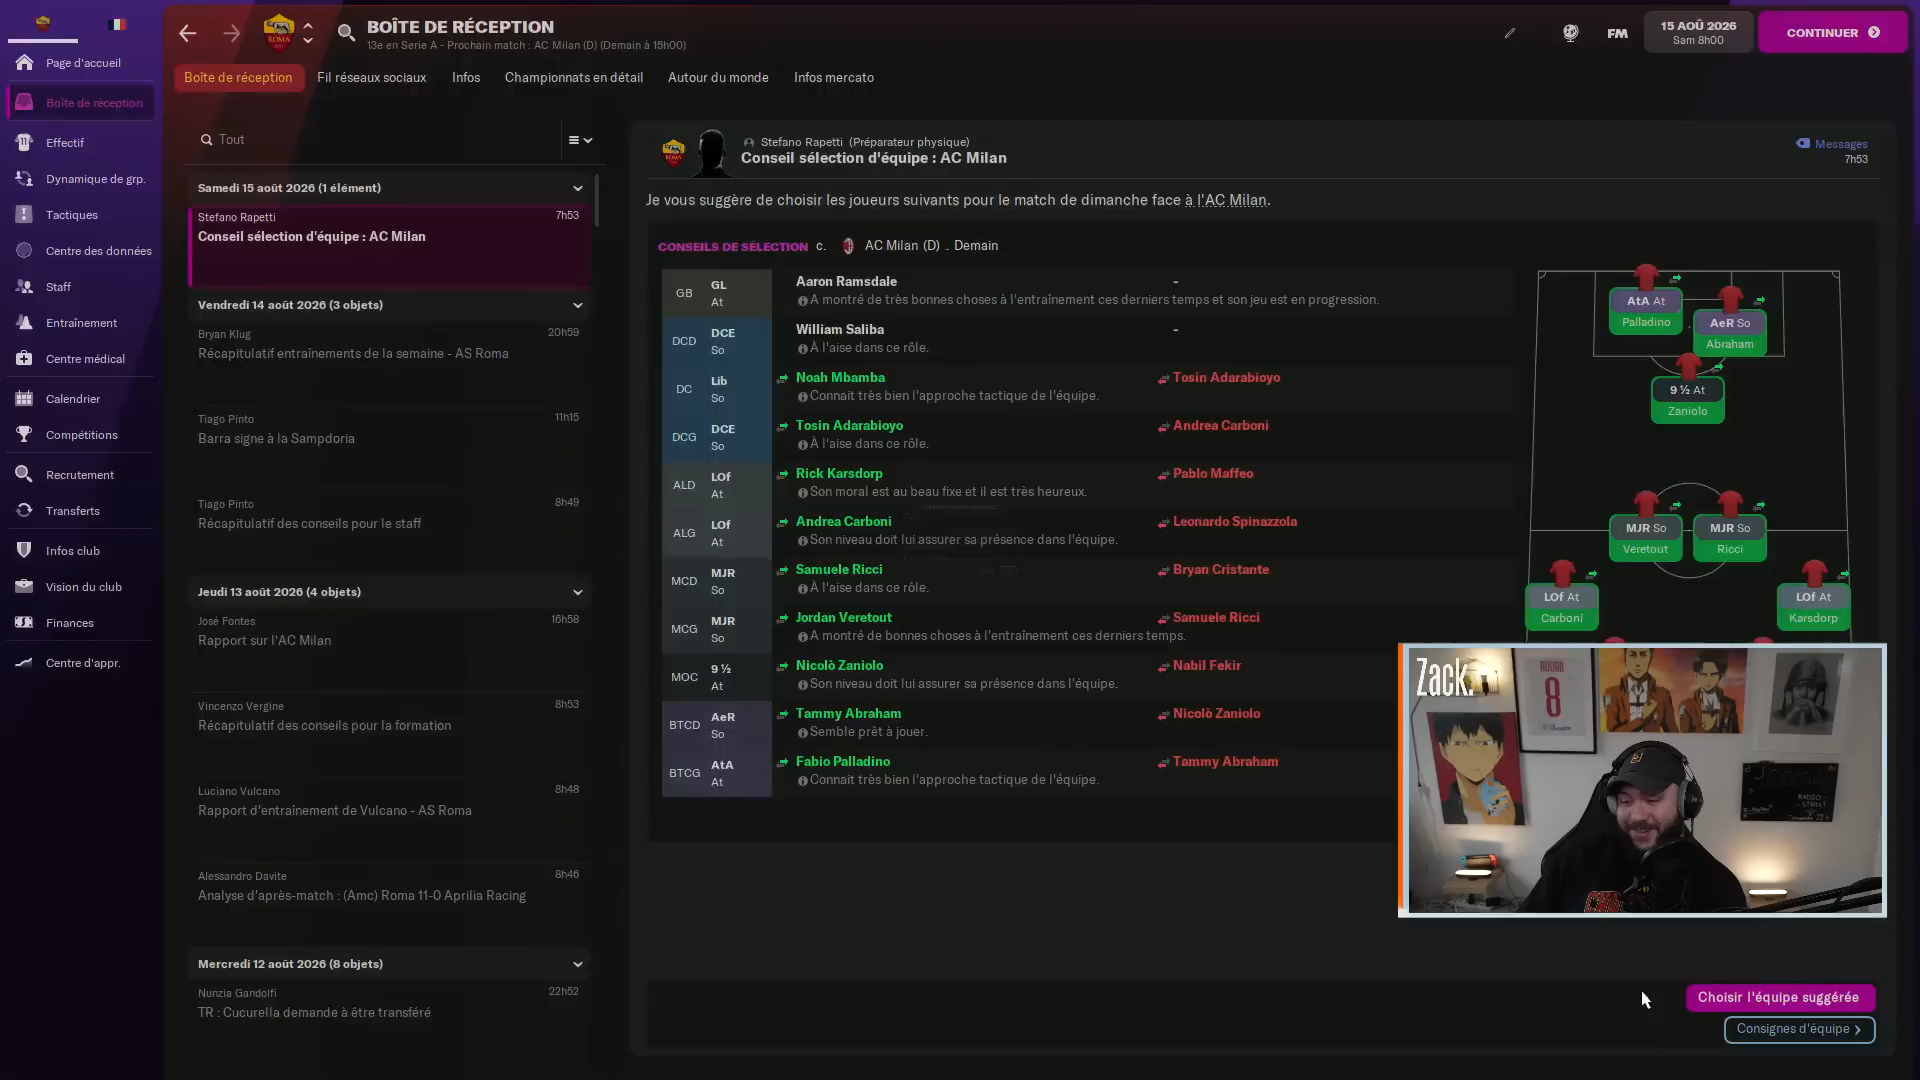 BOÎTE DE RÉCEPTION
13e en Serie A - Prochain match : AC Milan (D) (Demain à 15h00)
FM
15 AOÛ 2026
Sam 8h00
CONTINUER
Page d'accueil
Boîte de réception
Effectif
Dynamique de grp.
Tactiques
Centre des données
Staff
Entraînement
Centre médical
Calendrier
Compétitions
Recrutement
Transferts
Infos club
Vision du club
Finances
Centre d'appr.
Boîte de réception
Fil réseaux sociaux
Infos
Championnats en détail
Autour du monde
Infos mercato
Tout
Samedi 15 août 2026 (1 élément)
Stefano Rapetti 7h53
Conseil sélection d'équipe : AC Milan
Vendredi 14 août 2026 (3 objets)
Bryan Klug 20h59
Récapitulatif entraînements de la semaine - AS Roma
Tiago Pinto 11h15
Barra signe à la Sampdoria
Tiago Pinto 8h49
Récapitulatif des conseils pour le staff
Jeudi 13 août 2026 (4 objets)
José Fontes 16h58
Rapport sur l'AC Milan
Vincenzo Vergine 8h53
Récapitulatif des conseils pour la formation
Luciano Vulcano 8h48
Rapport d'entraînement de Vulcano - AS Roma
Alessandro Davite 8h46
Analyse d'après-match : (Amc) Roma 11-0 Aprilia Racing
Mercredi 12 août 2026 (8 objets)
Nunzia Gandolfi 22h52
TR : Cucurella demande à être transféré
Stefano Rapetti (Préparateur physique)
Conseil sélection d'équipe : AC Milan
Messages
7h53
Je vous suggère de choisir les joueurs suivants pour le match de dimanche face à l'AC Milan.
CONSEILS DE SÉLECTION c. AC Milan (D) . Demain
GB GL At Aaron Ramsdale -
A montré de très bonnes choses à l'entraînement ces derniers temps et son jeu est en progression.
DCD DCE So William Saliba -
À l'aise dans ce rôle.
DC Lib So Noah Mbamba Tosin Adarabioyo
Connait très bien l'approche tactique de l'équipe.
DCG DCE So Tosin Adarabioyo Andrea Carboni
À l'aise dans ce rôle.
ALD LOf At Rick Karsdorp Pablo Maffeo
Son moral est au beau fixe et il est très heureux.
ALG LOf At Andrea Carboni Leonardo Spinazzola
Son niveau doit lui assurer sa présence dans l'équipe.
MCD MJR So Samuele Ricci Bryan Cristante
À l'aise dans ce rôle.
MCG MJR So Jordan Veretout Samuele Ricci
A montré de bonnes choses à l'entraînement ces derniers temps.
MOC 9 ½ At Nicolò Zaniolo Nabil Fekir
Son niveau doit lui assurer sa présence dans l'équipe.
BTCD AeR So Tammy Abraham Nicolò Zaniolo
Semble prêt à jouer.
BTCG AtA At Fabio Palladino Tammy Abraham
Connait très bien l'approche tactique de l'équipe.
AtA At
Palladino
AeR So
Abraham
9 ½ At
Zaniolo
MJR So
Veretout
MJR So
Ricci
LOf At
Carboni
LOf At
Karsdorp
Zack.
8
Choisir l'équipe suggérée
Consignes d'équipe